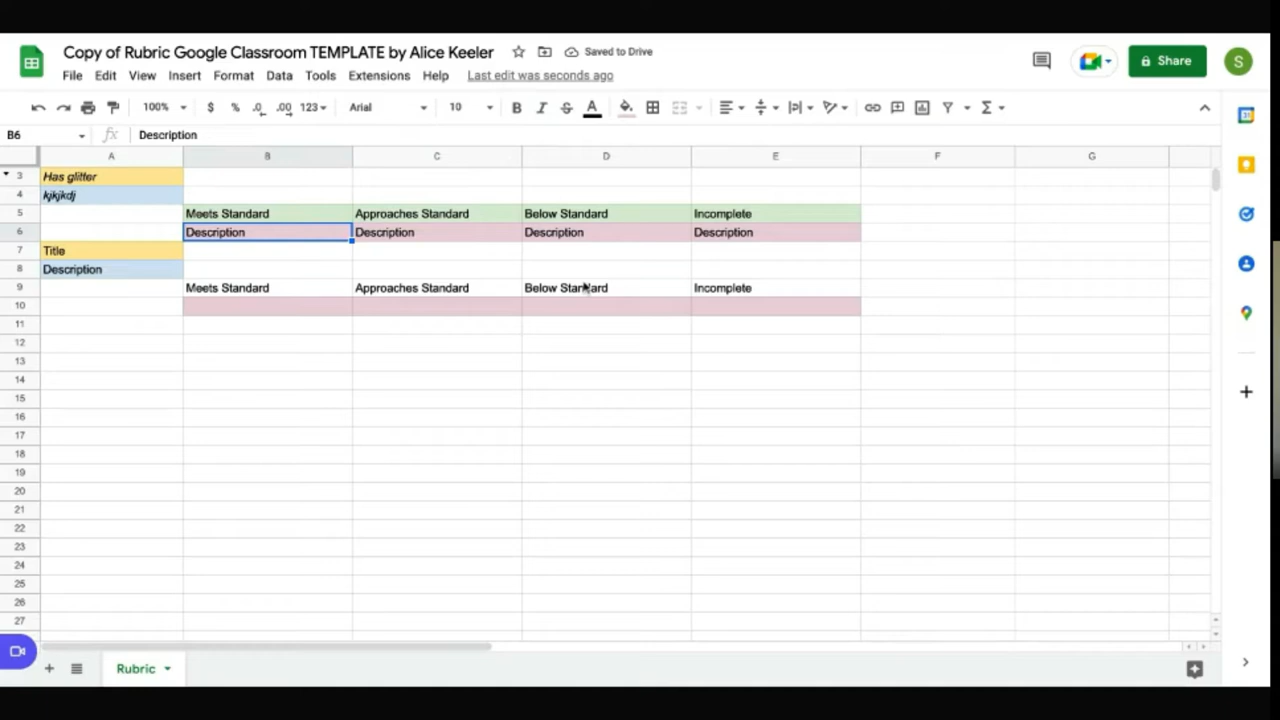 Copy of Rubric Google Classroom TEMPLATE by Alice Keeler Saved to Drive
File Edit View Insert Format Data Tools Extensions Help Last edit was seconds ago
Share S
100% $ % .0 .00 123 Arial 10 B I S A Σ
B6 fx Description
A B C D E F G
3 Has glitter
4 kjkjkdj
5 Meets Standard Approaches Standard Below Standard Incomplete
6 Description Description Description Description
7 Title
8 Description
9 Meets Standard Approaches Standard Below Standard Incomplete
10
11
12
13
14
15
16
17
18
19
20
21
22
23
24
25
26
27
Rubric